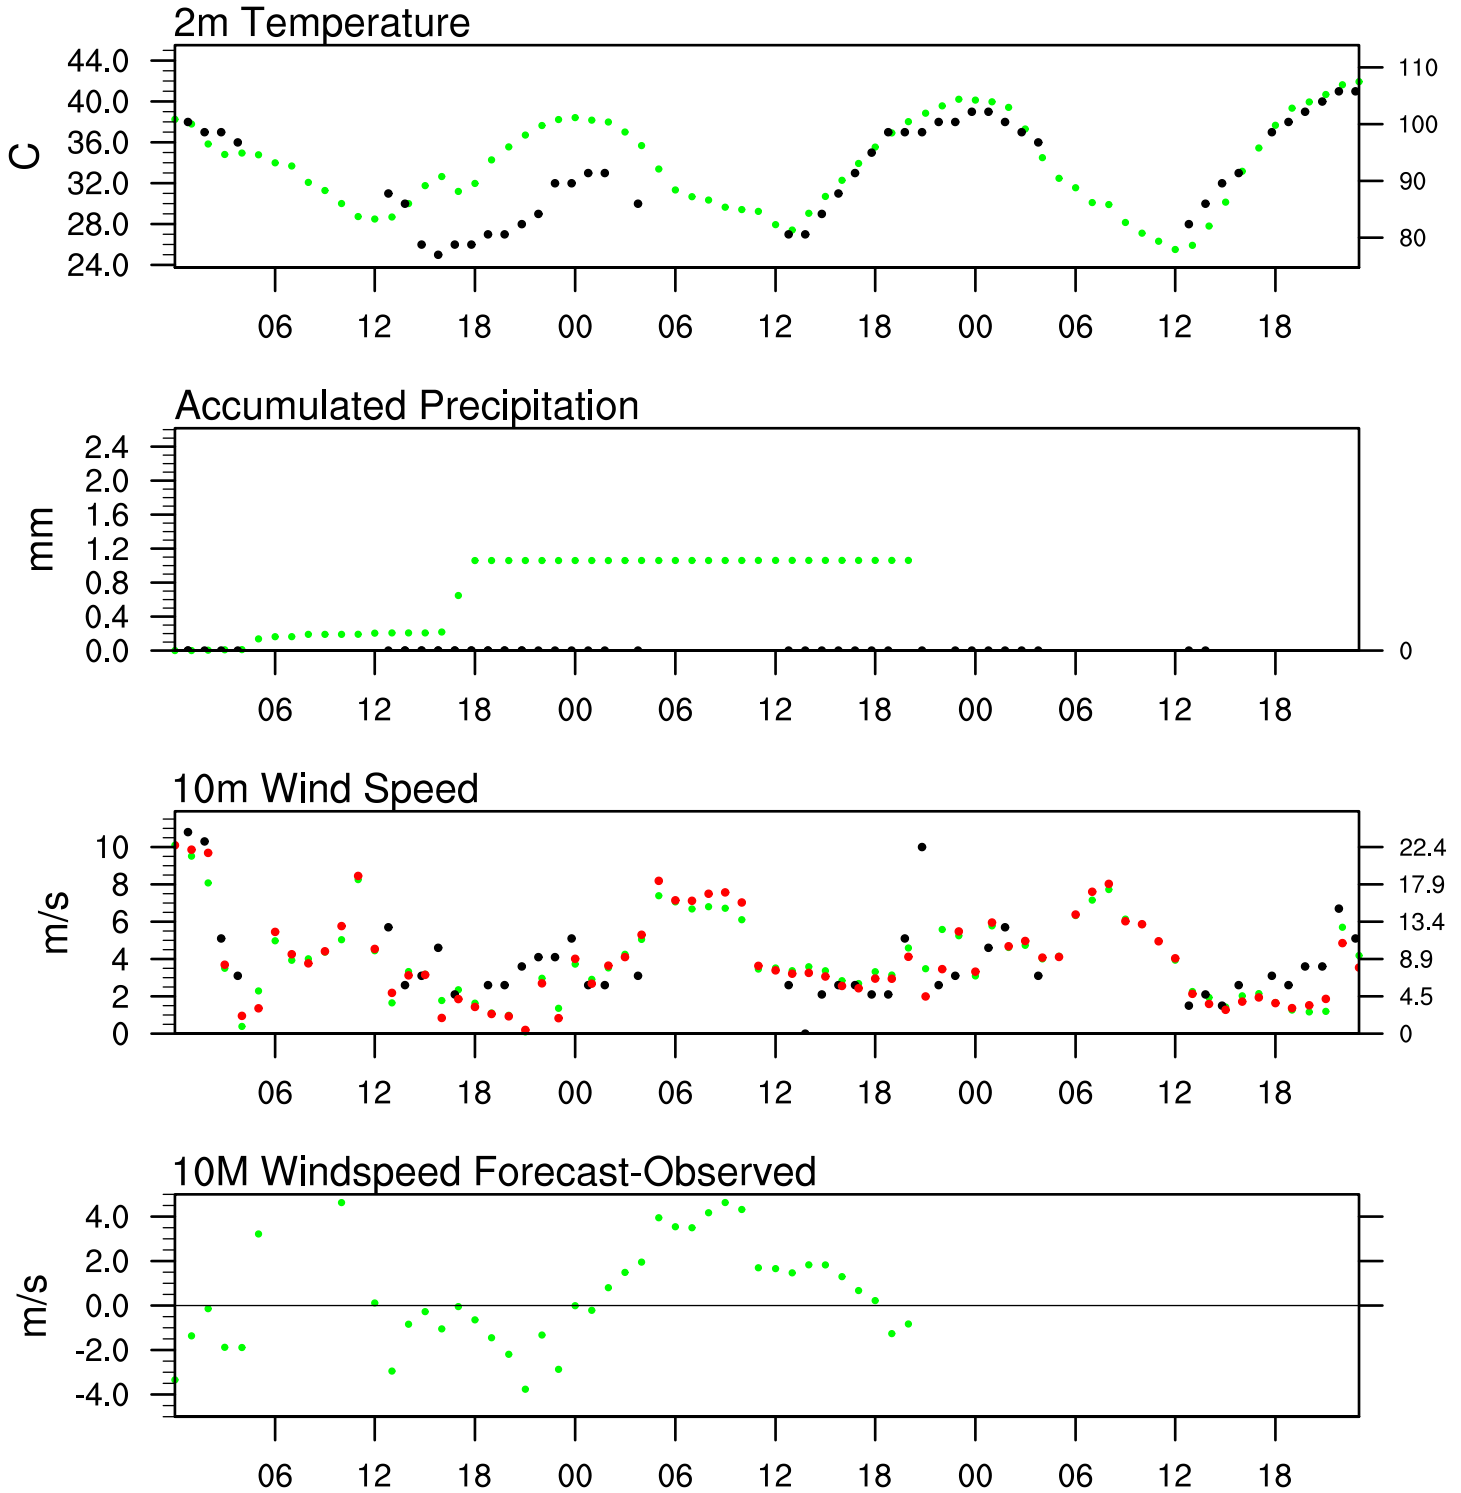 2m Temperature
44.0
40.0
36.0
32.0
28.0
24.0
C
110
100
90
80
06 12 18 00 06 12 18 00 06 12 18
Accumulated Precipitation
2.4
2.0
1.6
1.2
0.8
0.4
0.0
mm
0
06 12 18 00 06 12 18 00 06 12 18
10m Wind Speed
10
8
6
4
2
0
m/s
22.4
17.9
13.4
8.9
4.5
0
06 12 18 00 06 12 18 00 06 12 18
10M Windspeed Forecast-Observed
4.0
2.0
0.0
-2.0
-4.0
m/s
06 12 18 00 06 12 18 00 06 12 18